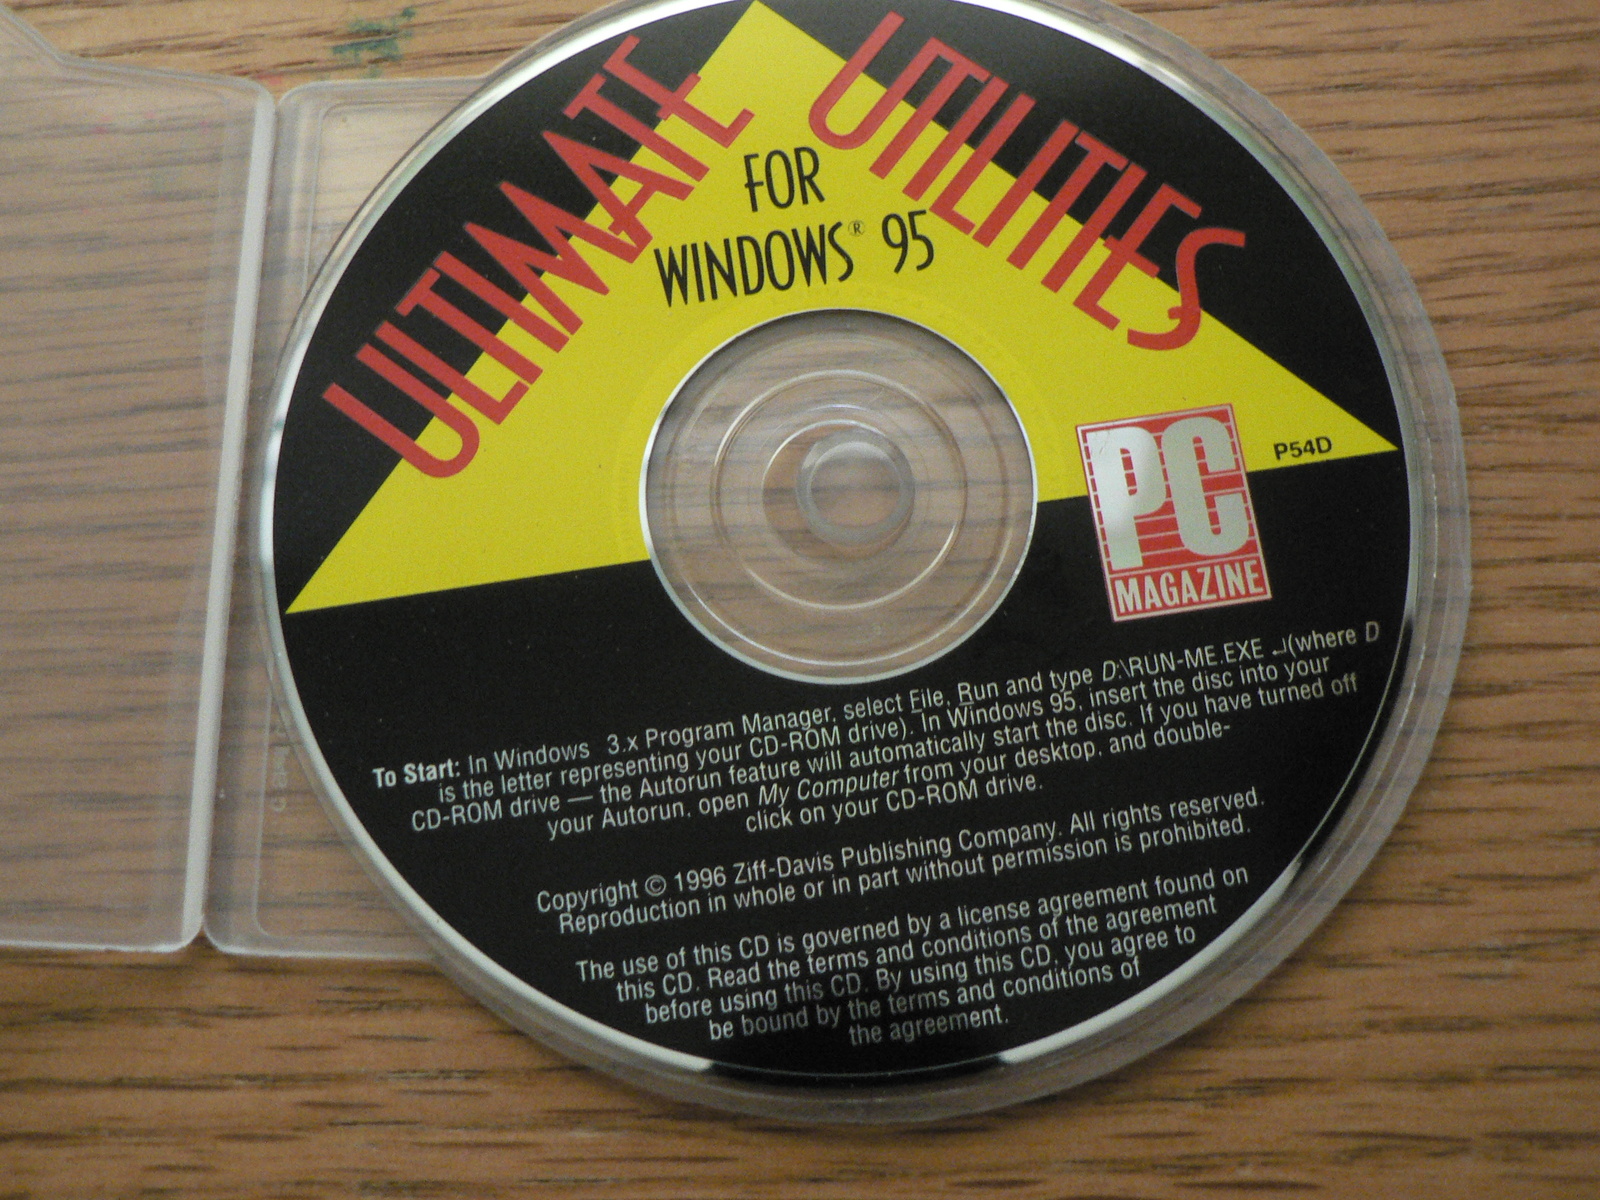 ULTIMATE UTILITIES
FOR
WINDOWS® 95
P54D
PC
MAGAZINE
To Start: In Windows 3.x Program Manager, select File, Run and type D:\RUN-ME.EXE ↵(where D
is the letter representing your CD-ROM drive). In Windows 95, insert the disc into your
CD-ROM drive — the Autorun feature will automatically start the disc. If you have turned off
your Autorun, open My Computer from your desktop, and double-
click on your CD-ROM drive.
Copyright © 1996 Ziff-Davis Publishing Company. All rights reserved.
Reproduction in whole or in part without permission is prohibited.
The use of this CD is governed by a license agreement found on
this CD. Read the terms and conditions of the agreement
before using this CD. By using this CD, you agree to
be bound by the terms and conditions of
the agreement.